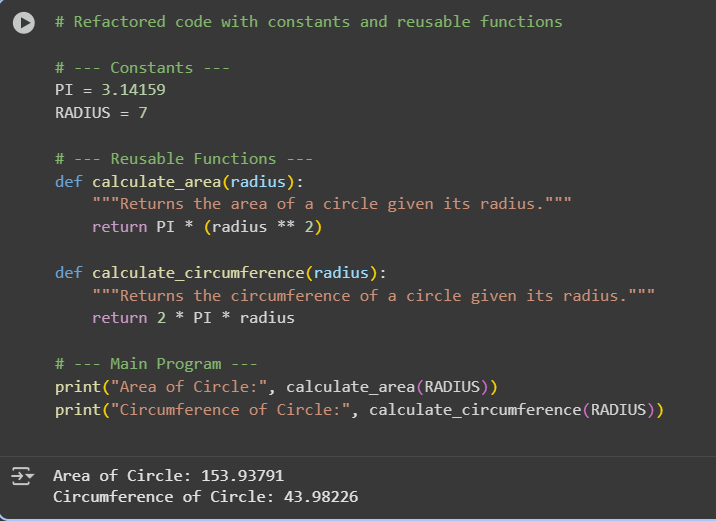 # Refactored code with constants and reusable functions
# --- Constants ---
PI = 3.14159
RADIUS = 7
# --- Reusable Functions ---
def calculate_area(radius):
    """Returns the area of a circle given its radius."""
    return PI * (radius ** 2)
def calculate_circumference(radius):
    """Returns the circumference of a circle given its radius."""
    return 2 * PI * radius
# --- Main Program ---
print("Area of Circle:", calculate_area(RADIUS))
print("Circumference of Circle:", calculate_circumference(RADIUS))
Area of Circle: 153.93791
Circumference of Circle: 43.98226